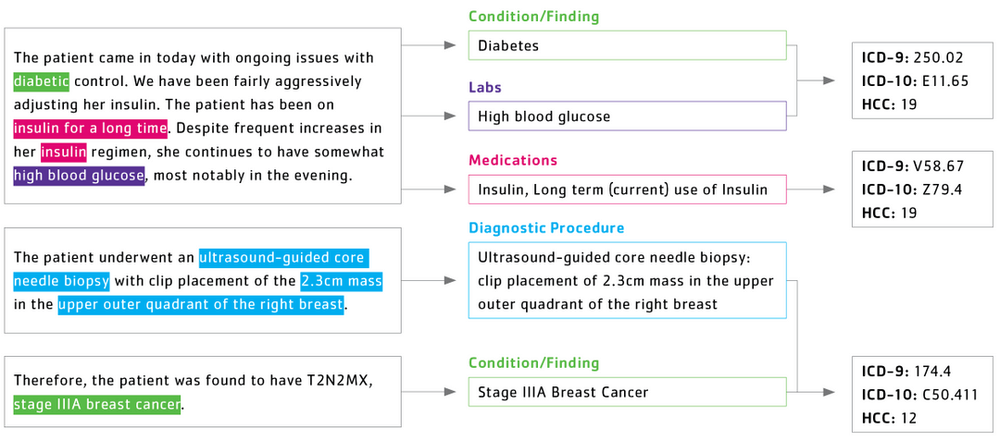 The patient came in today with ongoing issues with
diabetic control. We have been fairly aggressively
adjusting her insulin. The patient has been on
insulin for a long time. Despite frequent increases in
her insulin regimen, she continues to have somewhat
high blood glucose, most notably in the evening.
Condition/Finding
Diabetes
Labs
High blood glucose
Medications
Insulin, Long term (current) use of Insulin
ICD-9: 250.02
ICD-10: E11.65
HCC: 19
ICD-9: V58.67
ICD-10: Z79.4
HCC: 19
The patient underwent an ultrasound-guided core
needle biopsy with clip placement of the 2.3cm mass
in the upper outer quadrant of the right breast.
Diagnostic Procedure
Ultrasound-guided core needle biopsy:
clip placement of 2.3cm mass in the upper
outer quadrant of the right breast
Therefore, the patient was found to have T2N2MX,
stage IIIA breast cancer.
Condition/Finding
Stage IIIA Breast Cancer
ICD-9: 174.4
ICD-10: C50.411
HCC: 12